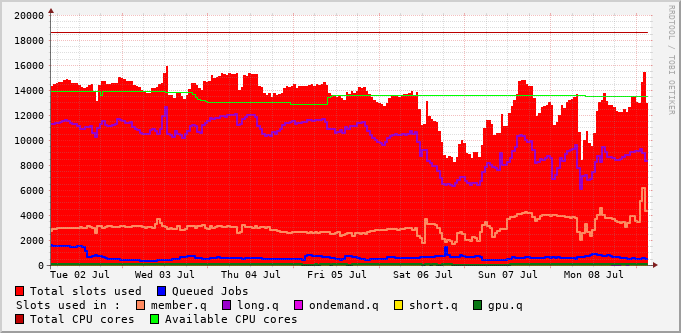 20000
18000
16000
14000
12000
10000
8000
6000
4000
2000
0
Tue 02 Jul Wed 03 Jul Thu 04 Jul Fri 05 Jul Sat 06 Jul Sun 07 Jul Mon 08 Jul
RRDTOOL / TOBI OETIKER
Total slots used Queued Jobs
Slots used in : member.q long.q ondemand.q short.q gpu.q
Total CPU cores Available CPU cores